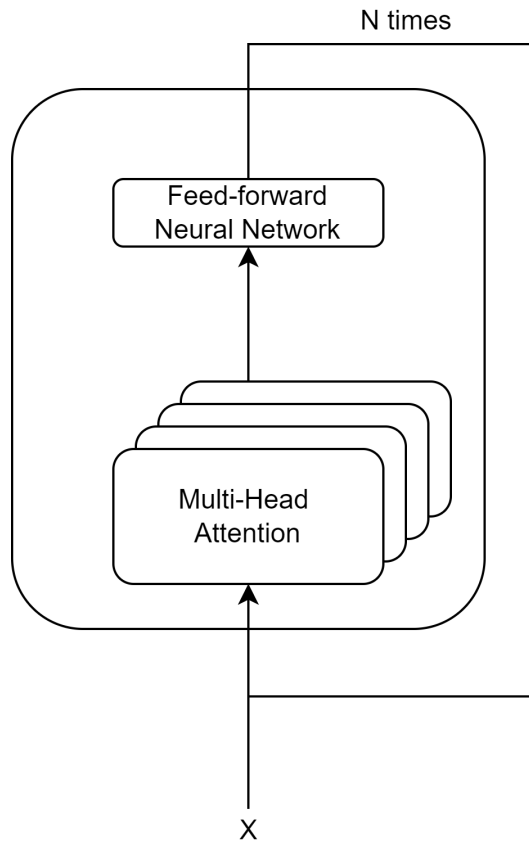 N times
Feed-forward
Neural Network
Multi-Head
Attention
X